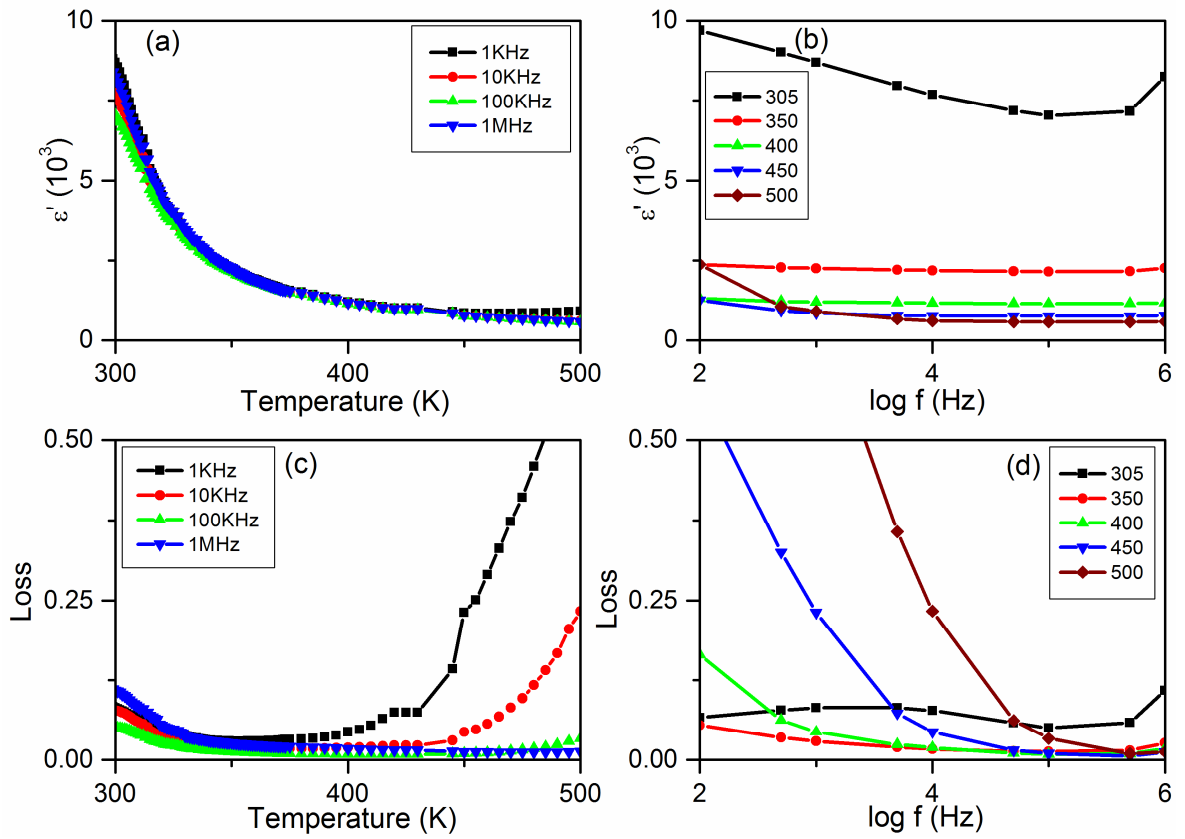 (a)
1KHz
10KHz
100KHz
1MHz
10
5
0
ε' (10³)
300 400 500
Temperature (K)
(b)
305
350
400
450
500
10
5
0
ε' (10³)
2 4 6
log f (Hz)
(c)
1KHz
10KHz
100KHz
1MHz
0.50
0.25
0.00
Loss
300 400 500
Temperature (K)
(d)
305
350
400
450
500
0.50
0.25
0.00
Loss
2 4 6
log f (Hz)